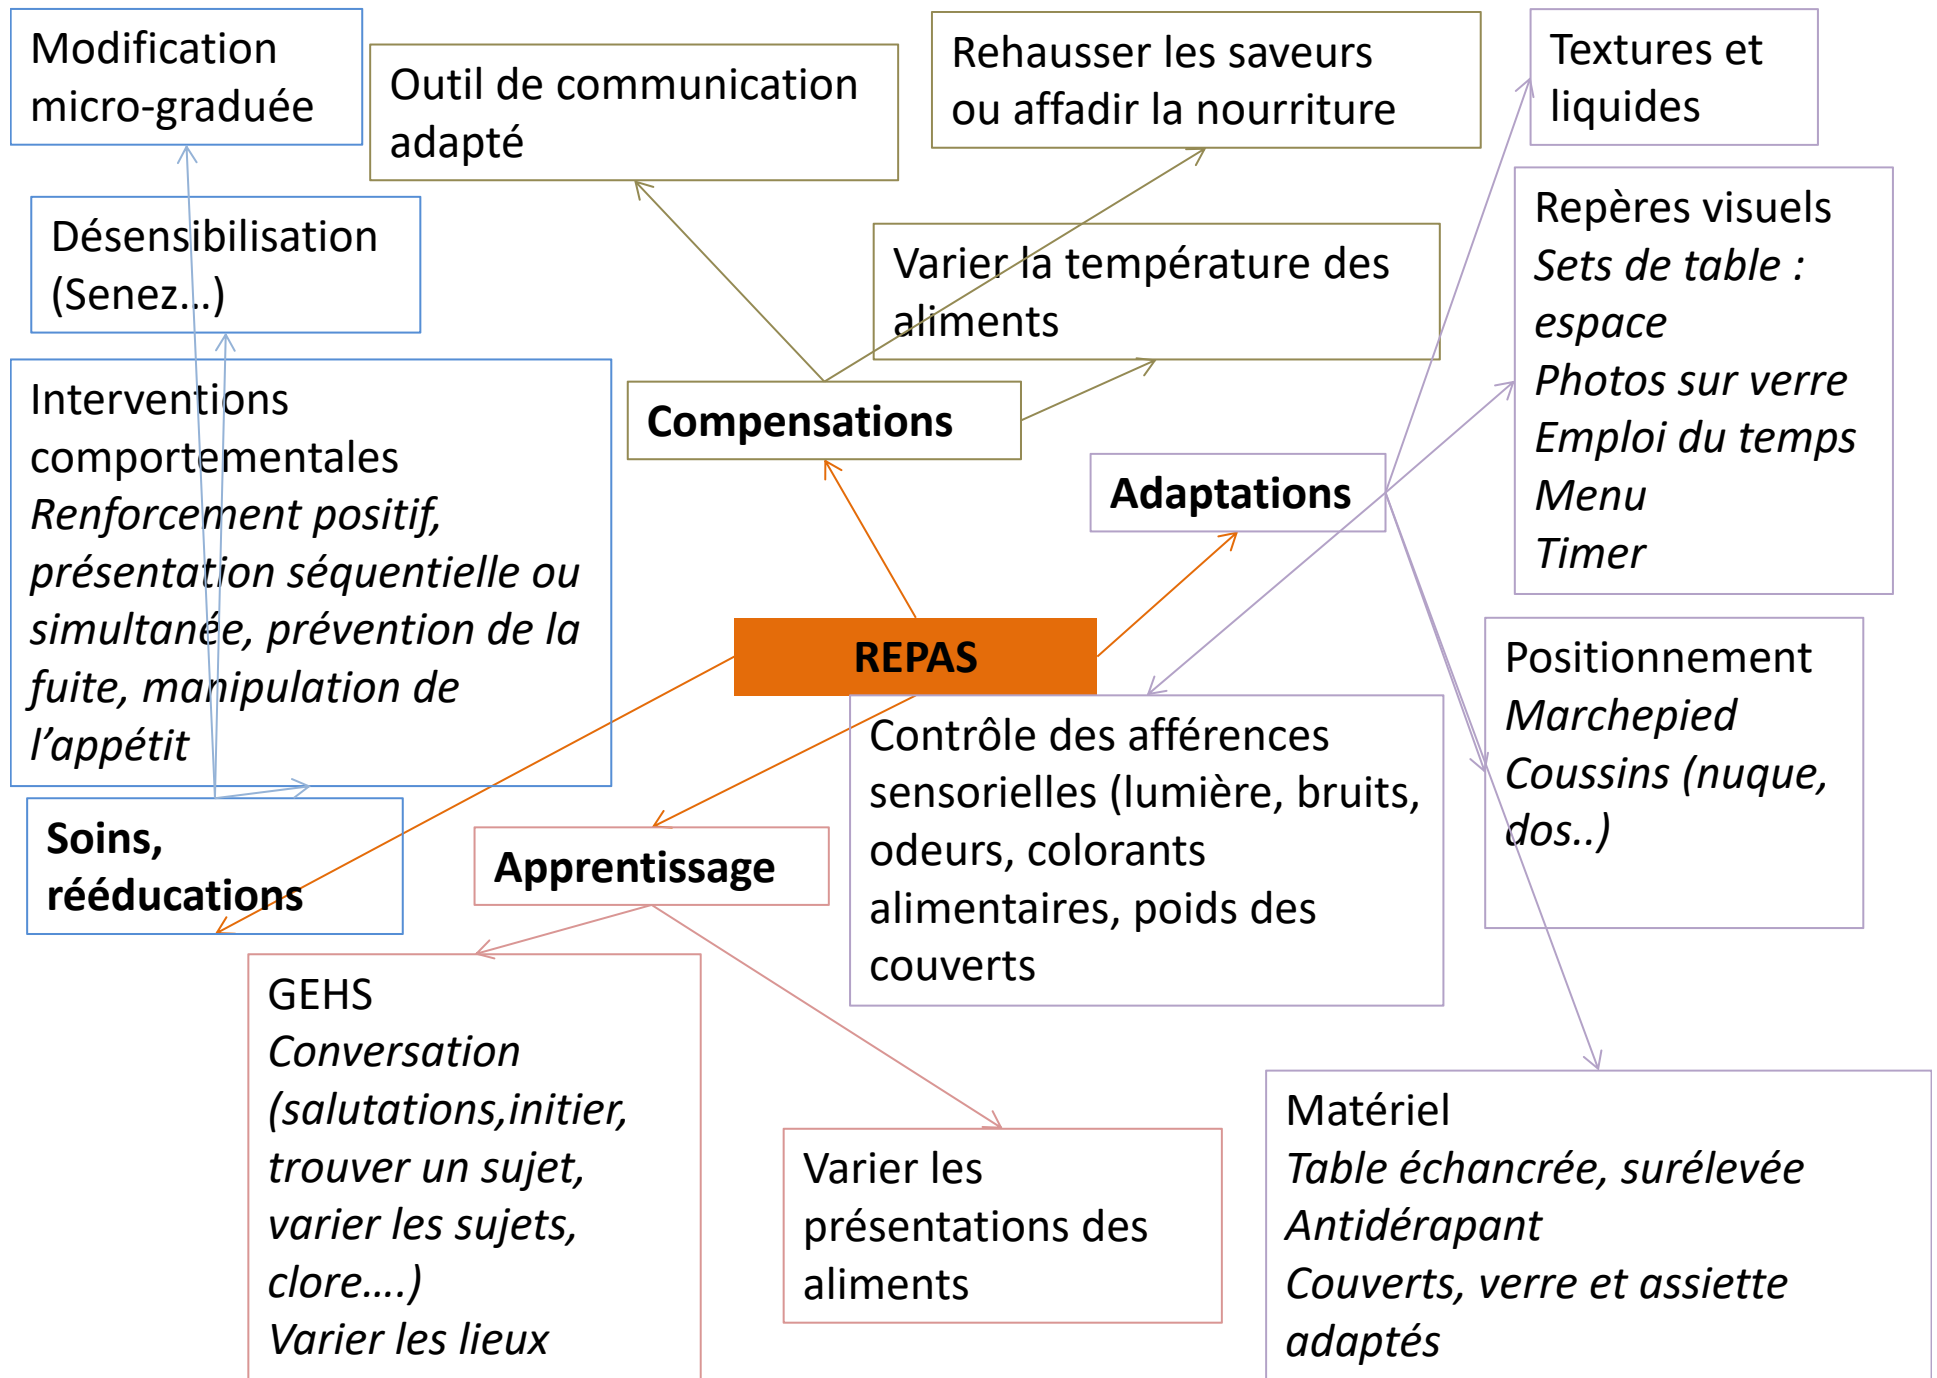 Modification
micro-graduée
Outil de communication
adapté
Rehausser les saveurs
ou affadir la nourriture
Textures et
liquides
Désensibilisation
(Senez…)
Varier la température des
aliments
Repères visuels
Sets de table :
espace
Photos sur verre
Emploi du temps
Menu
Timer
Interventions
comportementales
Renforcement positif,
présentation séquentielle ou
simultanée, prévention de la
fuite, manipulation de
l’appétit
Compensations
Adaptations
REPAS
Positionnement
Marchepied
Coussins (nuque,
dos..)
Contrôle des afférences
sensorielles (lumière, bruits,
odeurs, colorants
alimentaires, poids des
couverts
Soins,
rééducations
Apprentissage
GEHS
Conversation
(salutations,initier,
trouver un sujet,
varier les sujets,
clore….)
Varier les lieux
Varier les
présentations des
aliments
Matériel
Table échancrée, surélevée
Antidérapant
Couverts, verre et assiette
adaptés